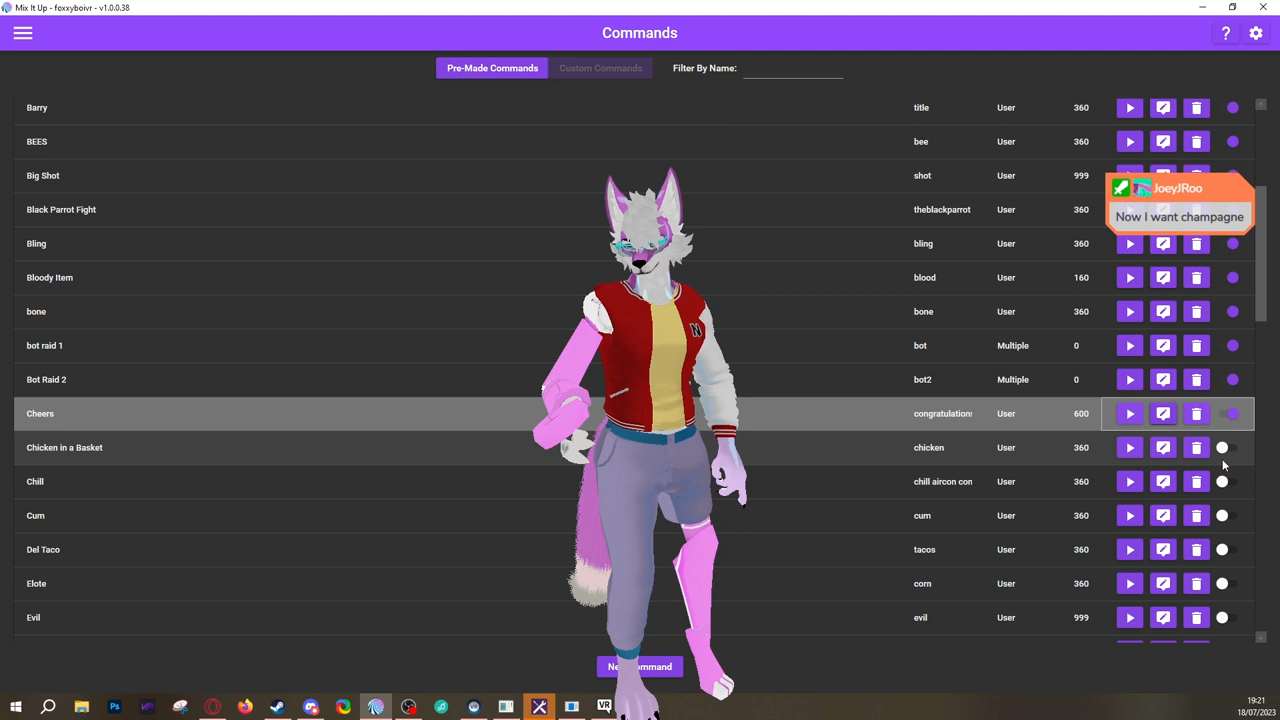 Mix It Up - foxxyboivr - v1.0.0.38
Commands
?
Pre-Made Commands Custom Commands Filter By Name:
Barry title User 360
BEES bee User 360
Big Shot shot User 999
JoeyJRoo
Black Parrot Fight theblackparrot User 360
Now I want champagne
Bling bling User 360
Bloody Item blood User 160
bone bone User 360
bot raid 1 bot Multiple 0
Bot Raid 2 bot2 Multiple 0
Cheers congratulations User 600
Chicken in a Basket chicken User 360
Chill chill aircon con User 360
Cum cum User 360
Del Taco tacos User 360
Elote corn User 360
Evil evil User 999
N
Ne ommand
Ps
VR
19:21
18/07/2023